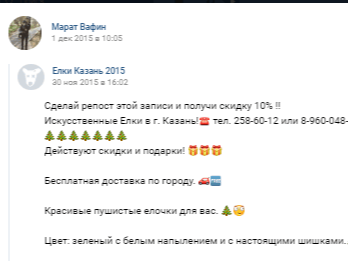 Марат Вафин
1 дек 2015 в 10:05
Елки Казань 2015
30 ноя 2015 в 16:02
Сделай репост этой записи и получи скидку 10% !!
Искусственные Елки в г. Казань!☎ тел. 258-60-12 или 8-960-048-
🎄🎄🎄🎄🎄🎄🎄
Действуют скидки и подарки! 🎁🎁🎁
Бесплатная доставка по городу. 🚒🆓
Красивые пушистые елочки для вас. 🎄😇
Цвет: зеленый с белым напылением и с настоящими шишками..